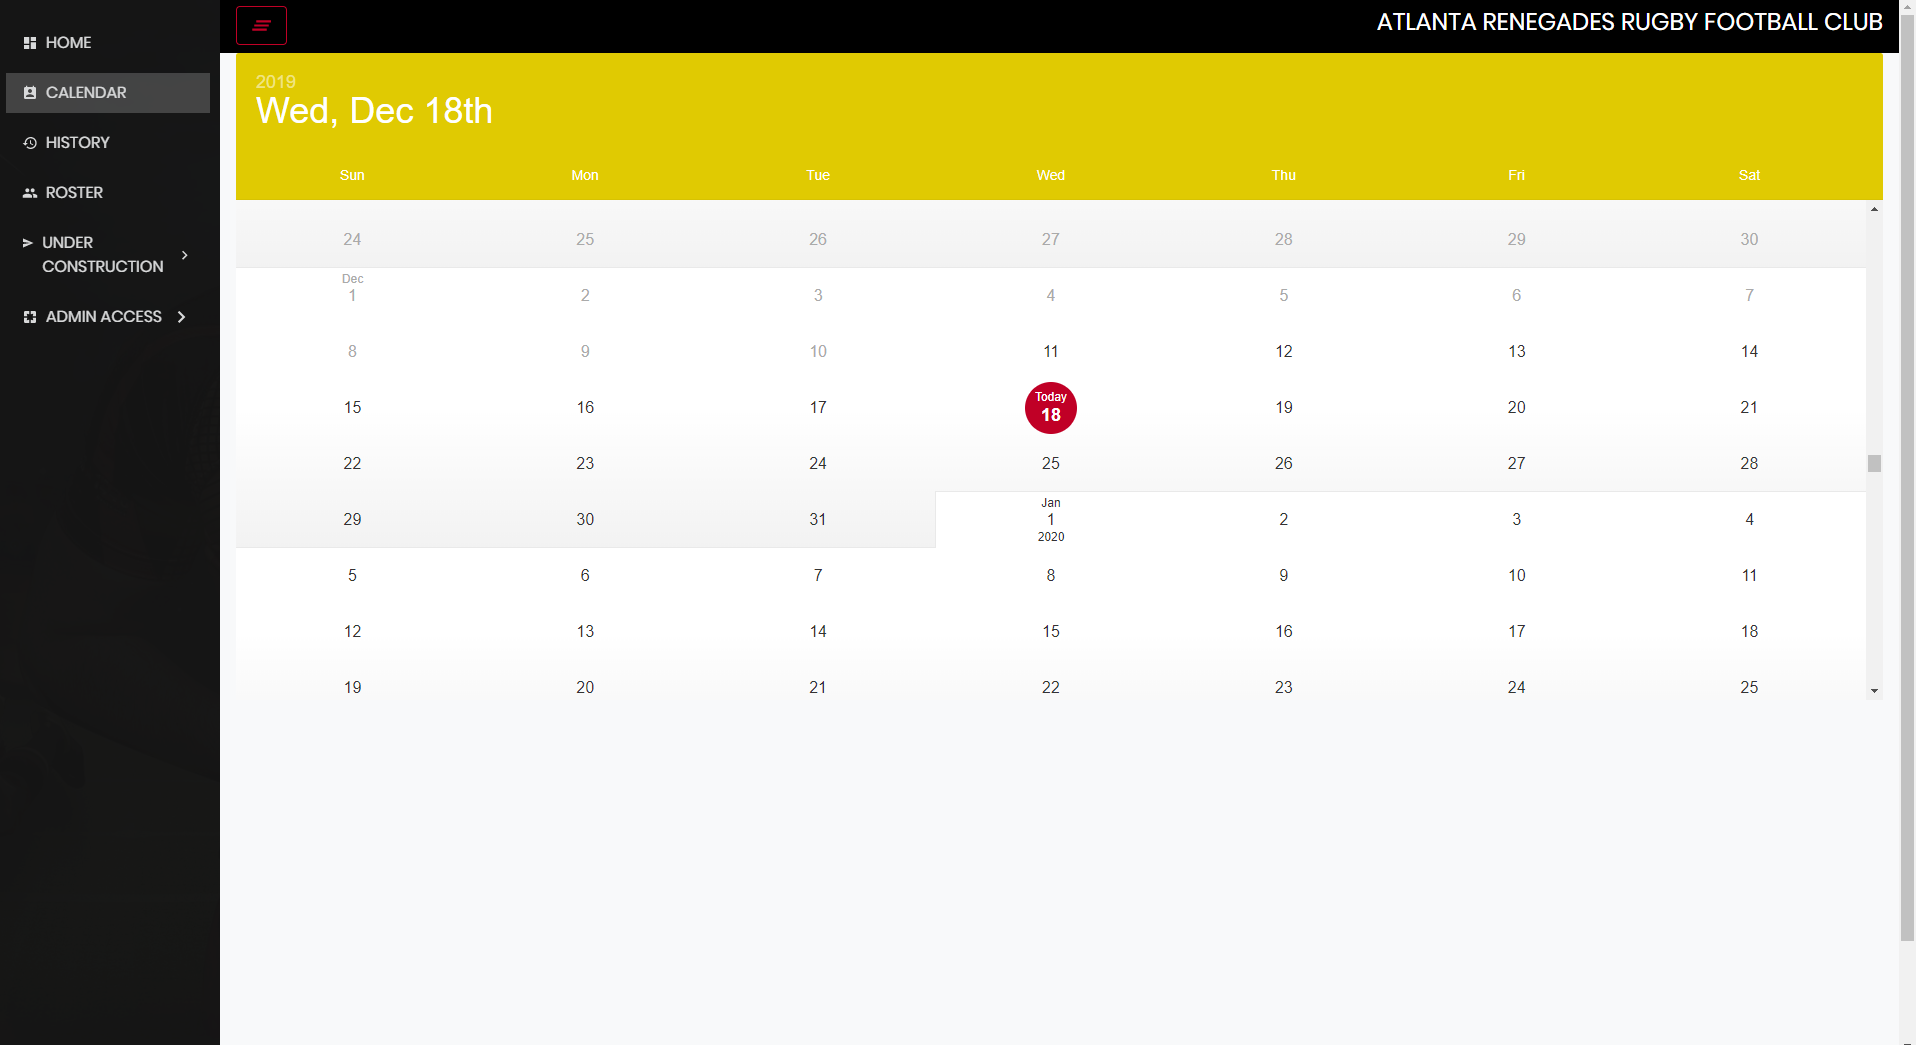 HOME
CALENDAR
HISTORY
ROSTER
UNDER
CONSTRUCTION
ADMIN ACCESS
ATLANTA RENEGADES RUGBY FOOTBALL CLUB
2019
Wed, Dec 18th
Sun Mon Tue Wed Thu Fri Sat
24 25 26 27 28 29 30
Dec
1 2 3 4 5 6 7
8 9 10 11 12 13 14
Today
15 16 17 18 19 20 21
22 23 24 25 26 27 28
Jan
29 30 31 1 2 3 4
2020
5 6 7 8 9 10 11
12 13 14 15 16 17 18
19 20 21 22 23 24 25